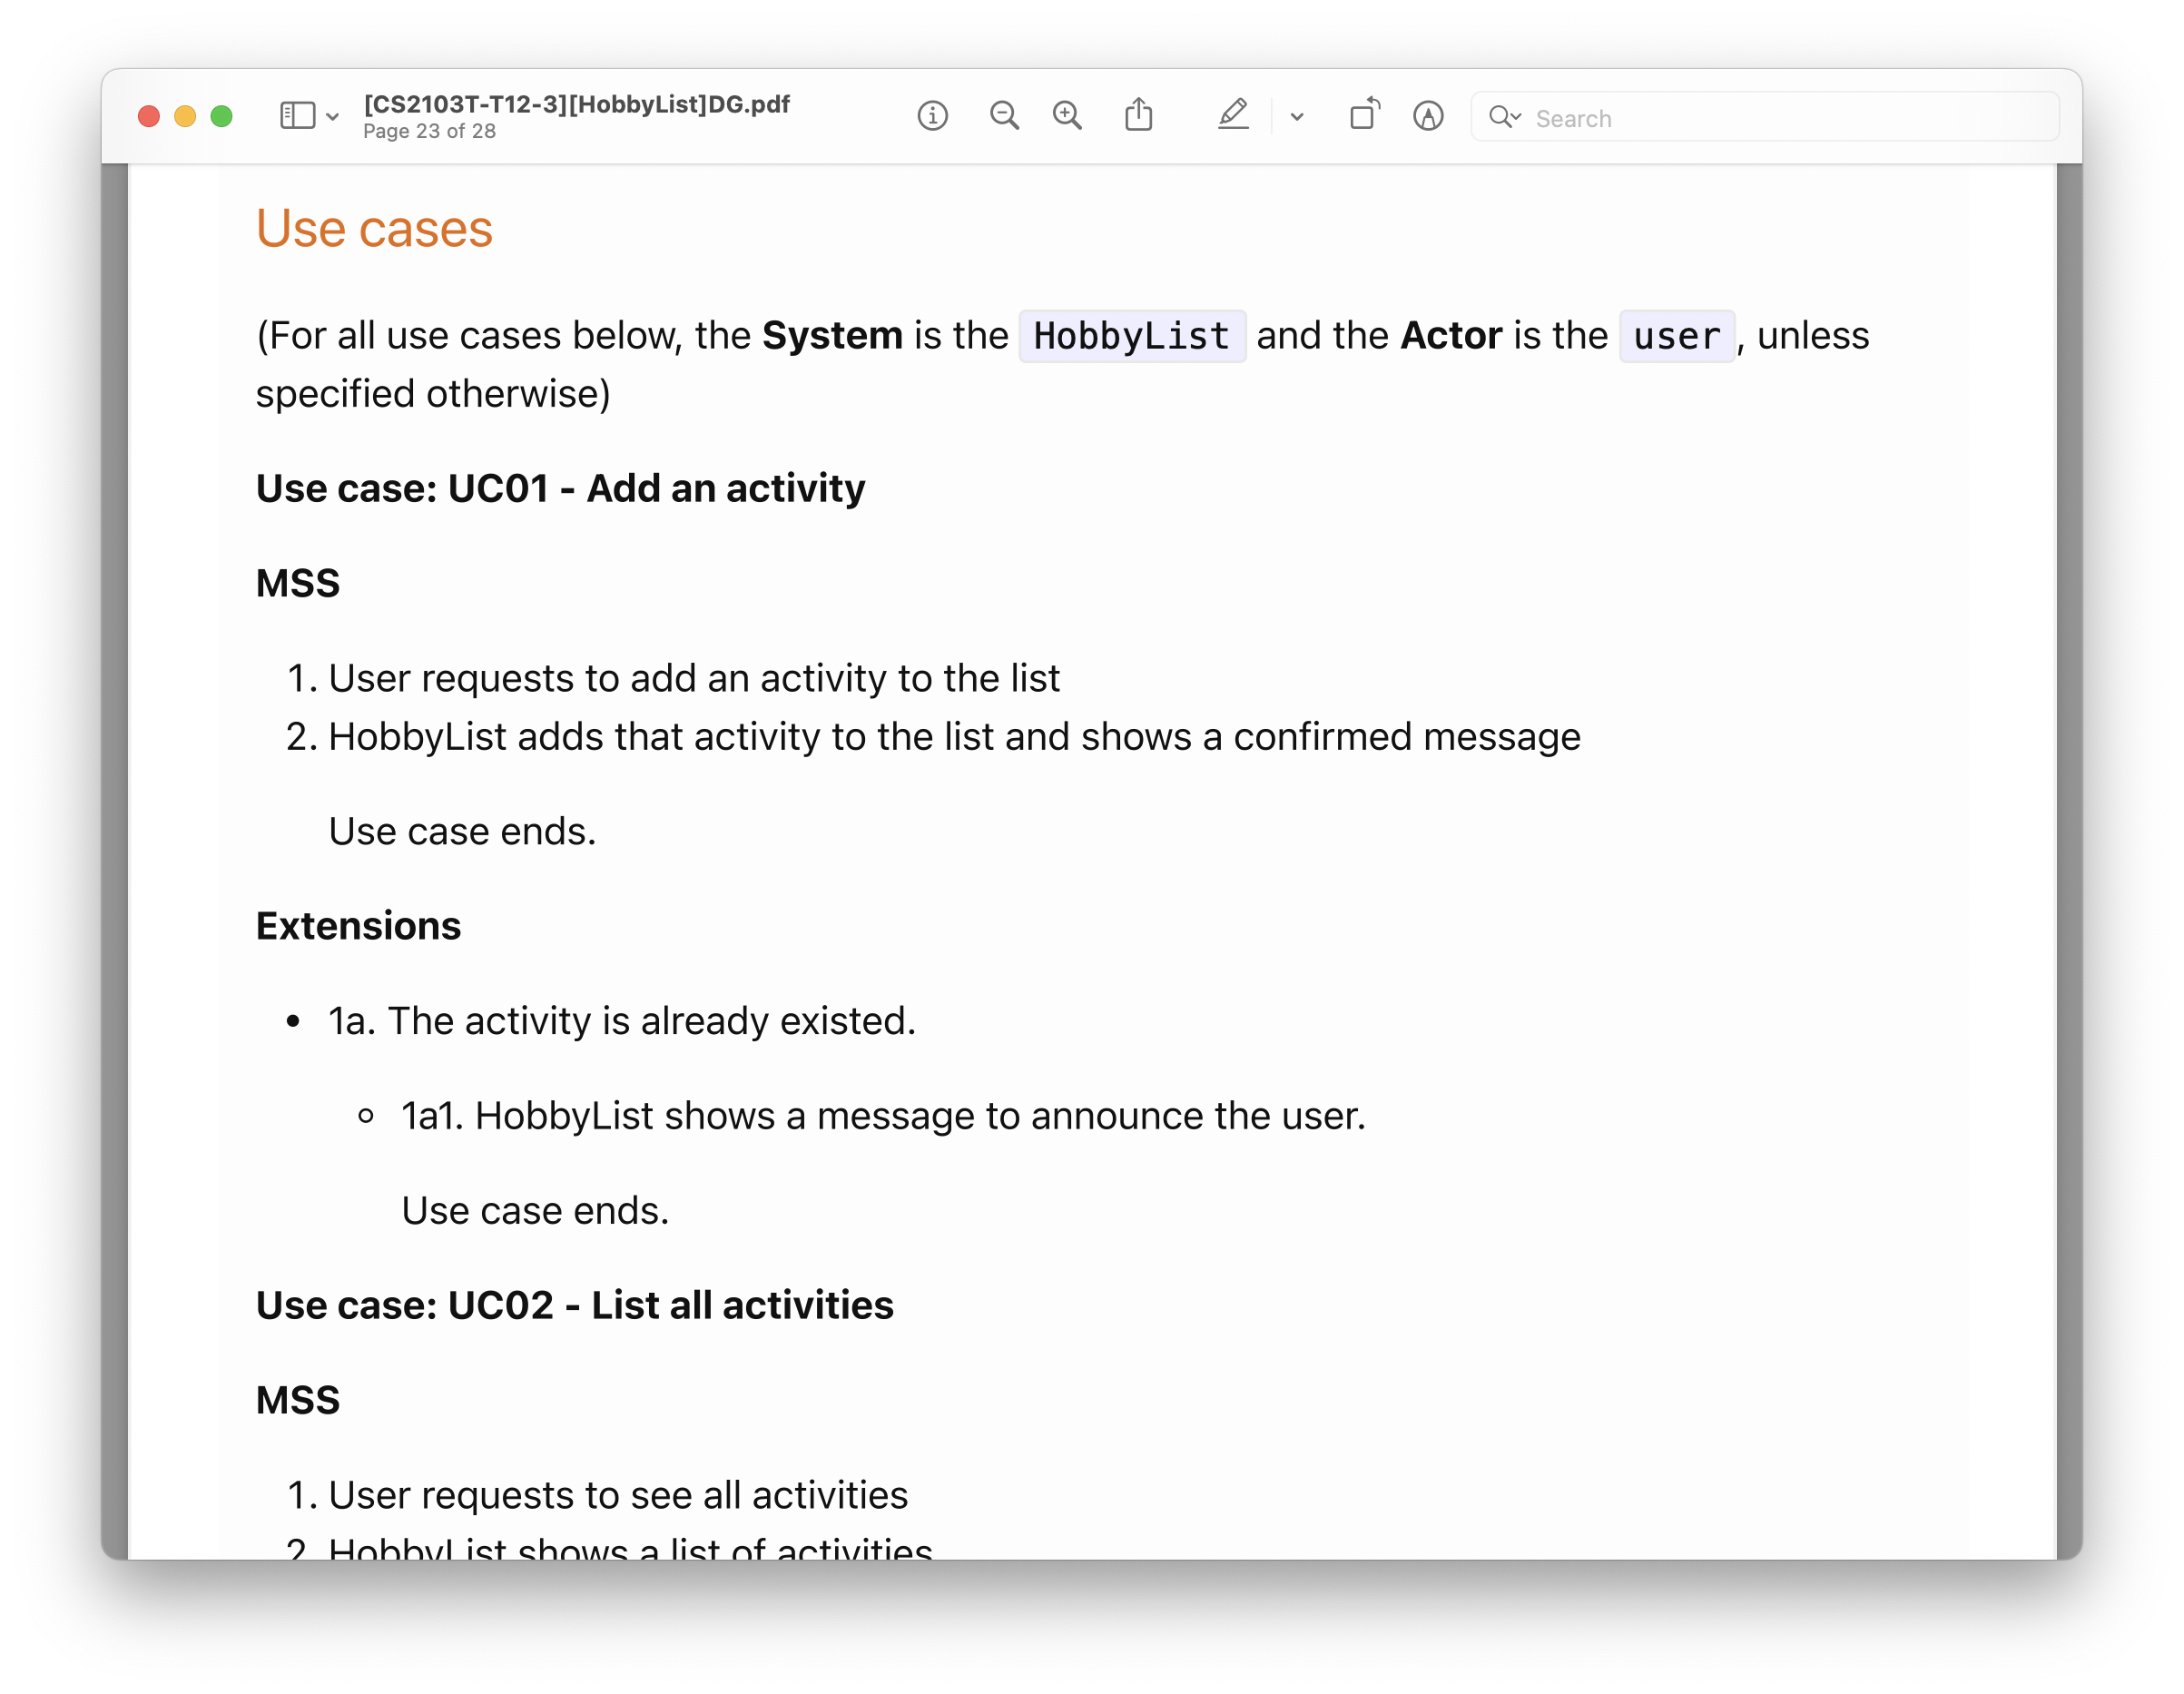 [CS2103T-T12-3][HobbyList]DG.pdf
Page 23 of 28
Search
Use cases
(For all use cases below, the System is the HobbyList and the Actor is the user, unless
specified otherwise)
Use case: UC01 - Add an activity
MSS
1. User requests to add an activity to the list
2. HobbyList adds that activity to the list and shows a confirmed message
Use case ends.
Extensions
• 1a. The activity is already existed.
○ 1a1. HobbyList shows a message to announce the user.
Use case ends.
Use case: UC02 - List all activities
MSS
1. User requests to see all activities
2. HobbyList shows a list of activities